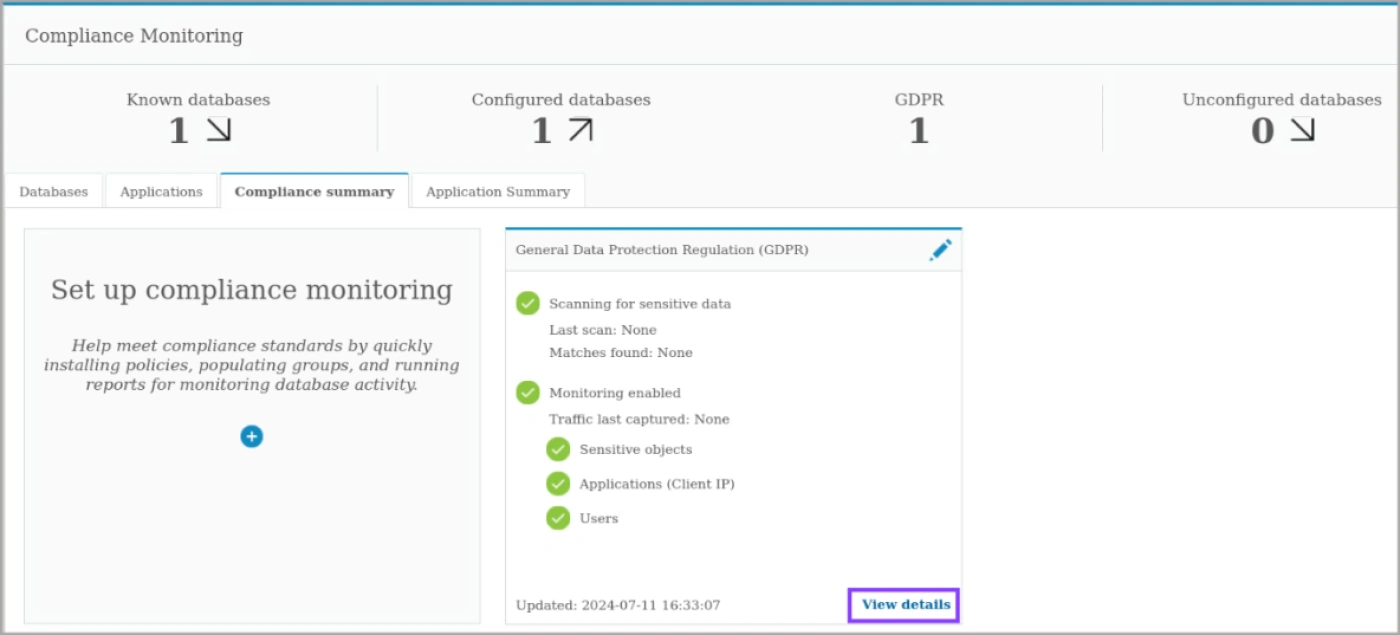 Compliance Monitoring
Known databases
1
Configured databases
1
GDPR
1
Unconfigured databases
0
Databases
Applications
Compliance summary
Application Summary
Set up compliance monitoring
Help meet compliance standards by quickly
installing policies, populating groups, and running
reports for monitoring database activity.
General Data Protection Regulation (GDPR)
Scanning for sensitive data
Last scan: None
Matches found: None
Monitoring enabled
Traffic last captured: None
Sensitive objects
Applications (Client IP)
Users
Updated: 2024-07-11 16:33:07
View details